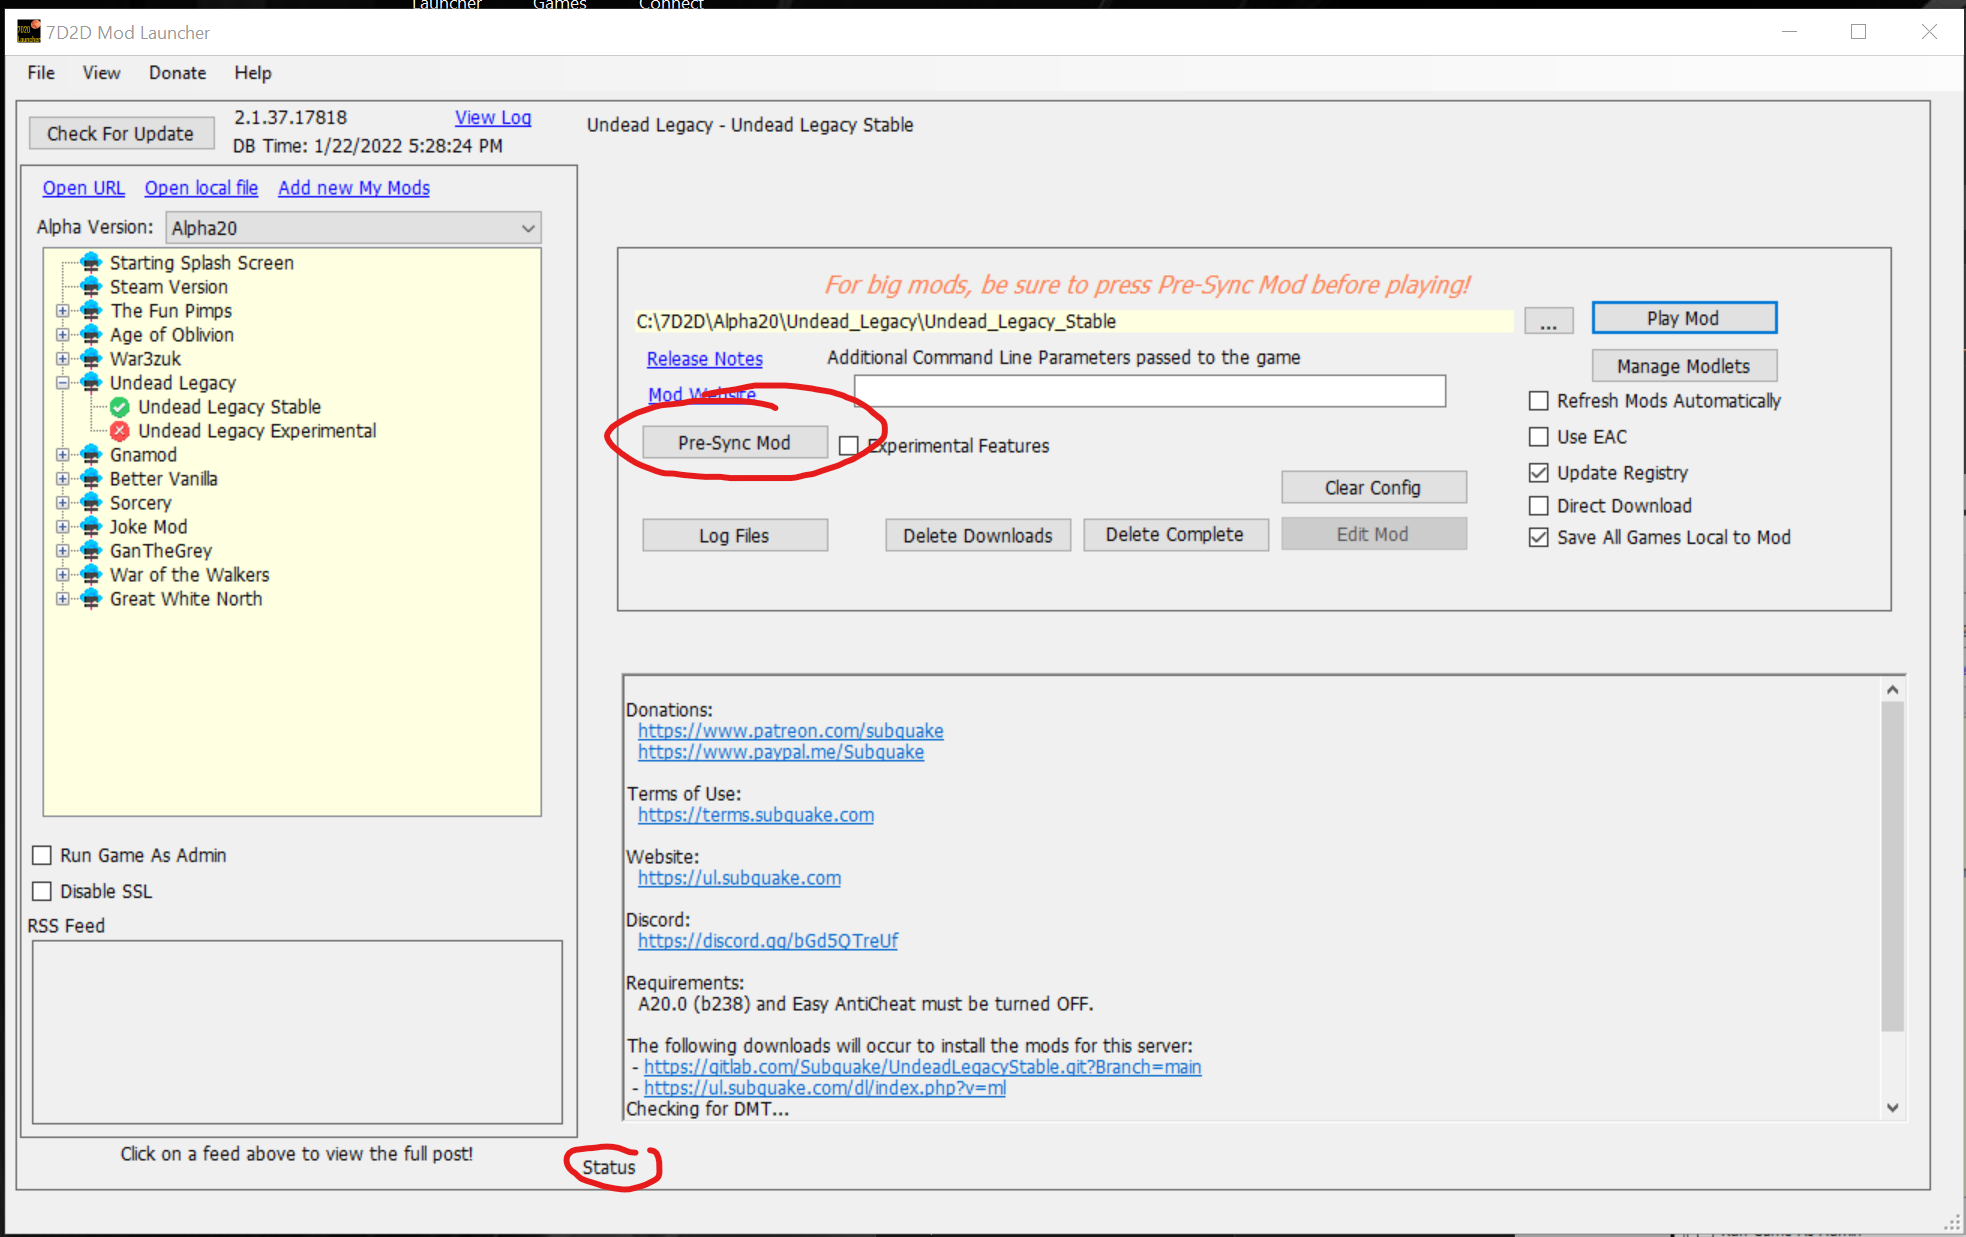 Launcher Games Connect
7D2D Mod Launcher
File View Donate Help
Check For Update
2.1.37.17818 View Log
DB Time: 1/22/2022 5:28:24 PM
Undead Legacy - Undead Legacy Stable
Open URL Open local file Add new My Mods
Alpha Version: Alpha20
Starting Splash Screen
Steam Version
The Fun Pimps
Age of Oblivion
War3zuk
Undead Legacy
Undead Legacy Stable
Undead Legacy Experimental
Gnamod
Better Vanilla
Sorcery
Joke Mod
GanTheGrey
War of the Walkers
Great White North
Run Game As Admin
Disable SSL
RSS Feed
Click on a feed above to view the full post!
For big mods, be sure to press Pre-Sync Mod before playing!
C:\7D2D\Alpha20\Undead_Legacy\Undead_Legacy_Stable
...
Play Mod
Release Notes Additional Command Line Parameters passed to the game
Manage Modlets
Mod Website
Refresh Mods Automatically
Pre-Sync Mod Experimental Features
Use EAC
Update Registry
Clear Config
Direct Download
Log Files Delete Downloads Delete Complete Edit Mod
Save All Games Local to Mod
Donations:
https://www.patreon.com/subquake
https://www.paypal.me/Subquake
Terms of Use:
https://terms.subquake.com
Website:
https://ul.subquake.com
Discord:
https://discord.gg/bGd5QTreUf
Requirements:
A20.0 (b238) and Easy AntiCheat must be turned OFF.
The following downloads will occur to install the mods for this server:
- https://gitlab.com/Subquake/UndeadLegacyStable.git?Branch=main
- https://ul.subquake.com/dl/index.php?v=ml
Checking for DMT...
Status
Run Game As Admin